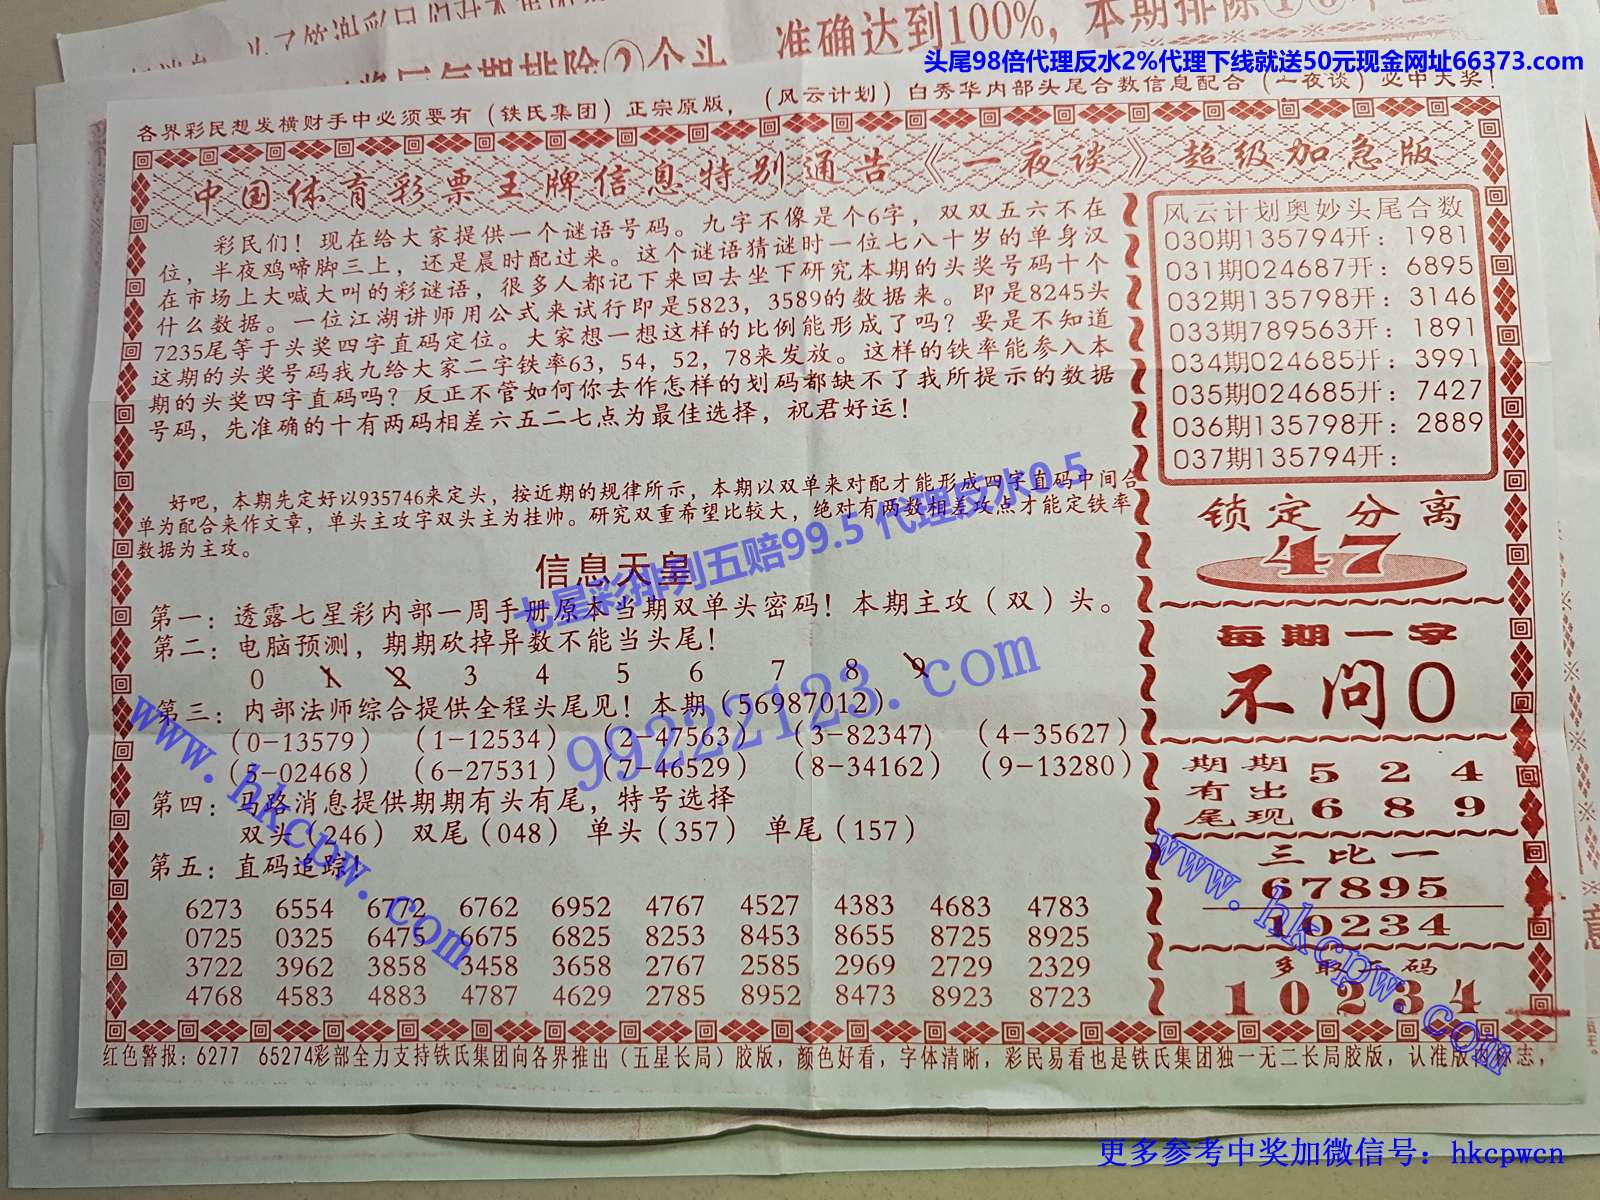 准确达到100%，本期排除
头尾98倍代理反水2%代理下线就送50元现金网址66373.com
各界彩民想发横财手中必须要有（铁氏集团）正宗原版，（风云计划）白秀华内部头尾合数信息配合（一夜谈）必中大奖！
中国体育彩票王牌信息特别通告《一夜谈》超级加急版
彩民们！现在给大家提供一个谜语号码。九字不像是个6字，双双五六不在
位，半夜鸡啼脚三上，还是晨时配过来。这个谜语猜谜时一位七八十岁的单身汉
在市场上大喊大叫的彩谜语，很多人都记下来回去坐下研究本期的头奖号码十个
什么数据。一位江湖讲师用公式来试行即是5823，3589的数据来。即是8245头
7235尾等于头奖四字直码定位。大家想一想这样的比例能形成了吗？要是不知道
这期的头奖号码我九给大家二字铁率63，54，52，78来发放。这样的铁率能参入本
期的头奖四字直码吗？反正不管如何你去作怎样的划码都缺不了我所提示的数据
号码，先准确的十有两码相差六五二七点为最佳选择，祝君好运！
好吧，本期先定好以935746来定头，按近期的规律所示，本期以双单来对配才能形成四字直码中间合
单为配合来作文章，单头主攻字双头主为挂帅。研究双重希望比较大，绝对有两数相差攻点才能定铁率
数据为主攻。
信息天皇
七星彩排列五赔99.5 代理反水0.5
第一：透露七星彩内部一周手册原本当期双单头密码！本期主攻（双）头。
第二：电脑预测，期期砍掉异数不能当头尾！
0 1 2 3 4 5 6 7 8 9
第三：内部法师综合提供全程头尾见！本期（56987012）
（0-13579） （1-12534） （2-47563） （3-82347） （4-35627）
（5-02468） （6-27531） （7-46529） （8-34162） （9-13280）
第四：马路消息提供期期有头有尾，特号选择
双头（246） 双尾（048） 单头（357） 单尾（157）
第五：直码追踪！
6273 6554 6772 6762 6952 4767 4527 4383 4683 4783
0725 0325 6475 6675 6825 8253 8453 8655 8725 8925
3722 3962 3858 3458 3658 2767 2585 2969 2729 2329
4768 4583 4883 4787 4629 2785 8952 8473 8923 8723
风云计划奥妙头尾合数
030期135794开：1981
031期024687开：6895
032期135798开：3146
033期789563开：1891
034期024685开：3991
035期024685开：7427
036期135798开：2889
037期135794开：
锁定分离
47
每期一字
不问0
期期 5 2 4
有出
尾现 6 8 9
三比一
67895
10234
多取二码
10234
www.hkcpw.com
99222123.com
www.hkcpw.com
红色警报：6277 65274彩部全力支持铁氏集团向各界推出（五星长局）胶版，颜色好看，字体清晰，彩民易看也是铁氏集团独一无二长局胶版，认准版
更多参考中奖加微信号：hkcpwcn